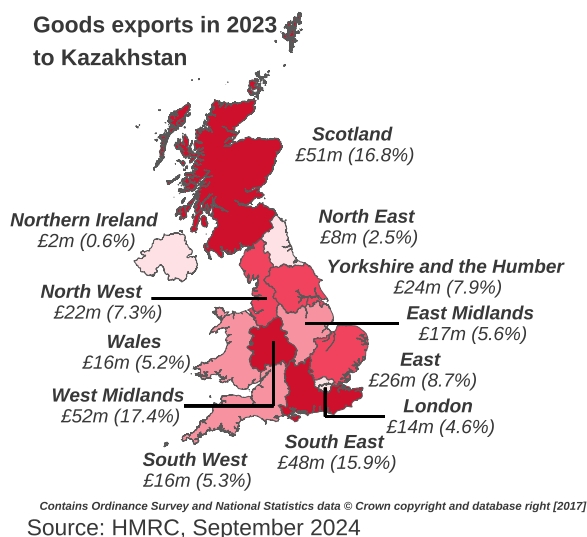 Goods exports in 2023
to Kazakhstan
Scotland
£51m (16.8%)
Northern Ireland
£2m (0.6%)
North East
£8m (2.5%)
Yorkshire and the Humber
£24m (7.9%)
North West
£22m (7.3%)
East Midlands
£17m (5.6%)
Wales
£16m (5.2%)
East
£26m (8.7%)
West Midlands
£52m (17.4%)
London
£14m (4.6%)
South East
£48m (15.9%)
South West
£16m (5.3%)
Contains Ordinance Survey and National Statistics data © Crown copyright and database right [2017]
Source: HMRC, September 2024